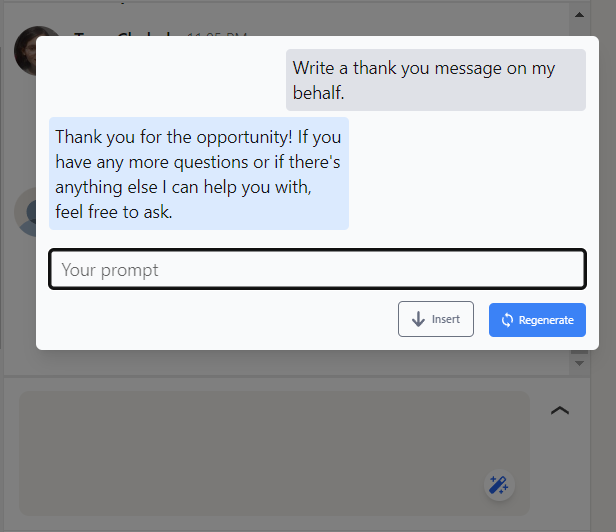 11:05 PM
Write a thank you message on my
behalf.
Thank you for the opportunity! If you
have any more questions or if there's
anything else I can help you with,
feel free to ask.
Your prompt
Insert
Regenerate